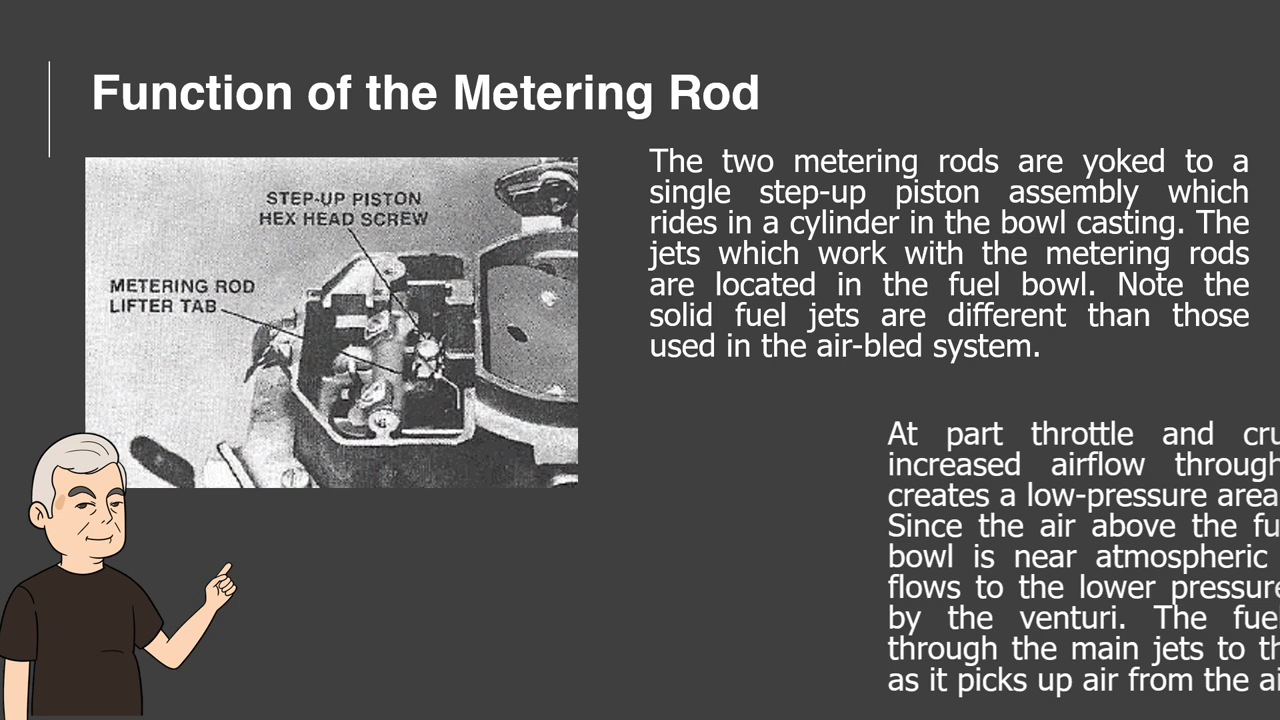 Function of the Metering Rod
STEP-UP PISTON
HEX HEAD SCREW
METERING ROD
LIFTER TAB
The two metering rods are yoked to a
single step-up piston assembly which
rides in a cylinder in the bowl casting. The
jets which work with the metering rods
are located in the fuel bowl. Note the
solid fuel jets are different than those
used in the air-bled system.
At part throttle and
increased airflow through
creates a low-pressure area
Since the air above the
bowl is near atmospheric
flows to the lower pressure
by the venturi. The
through the main jets to
as it picks up air from the